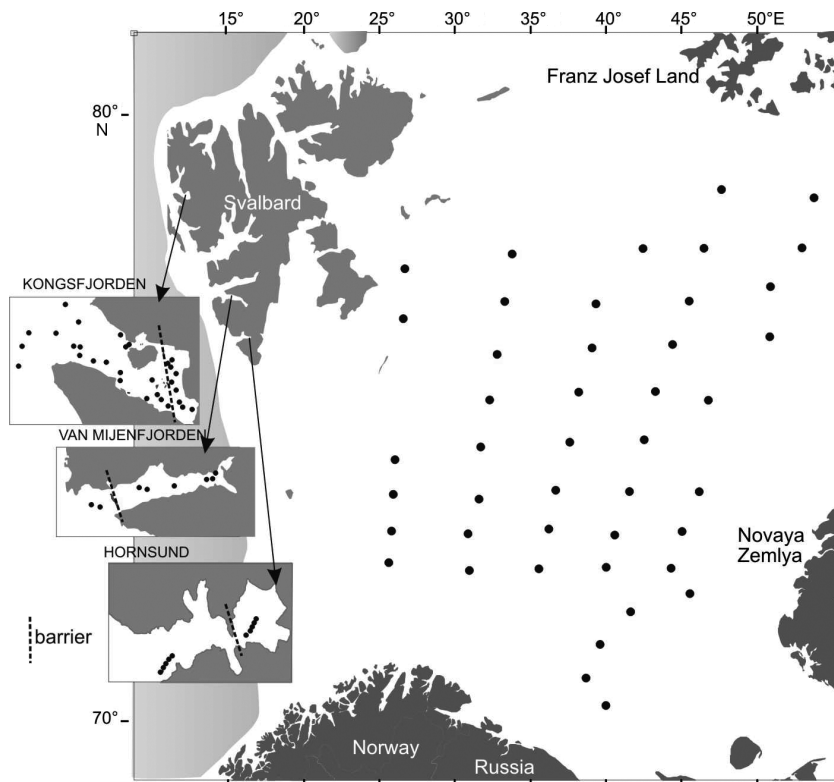 15° 20° 25° 30° 35° 40° 45° 50°E
Franz Josef Land
80°
N
Svalbard
KONGSFJORDEN
VAN MIJENFJORDEN
HORNSUND
Novaya
Zemlya
barrier
70°
Norway
Russia